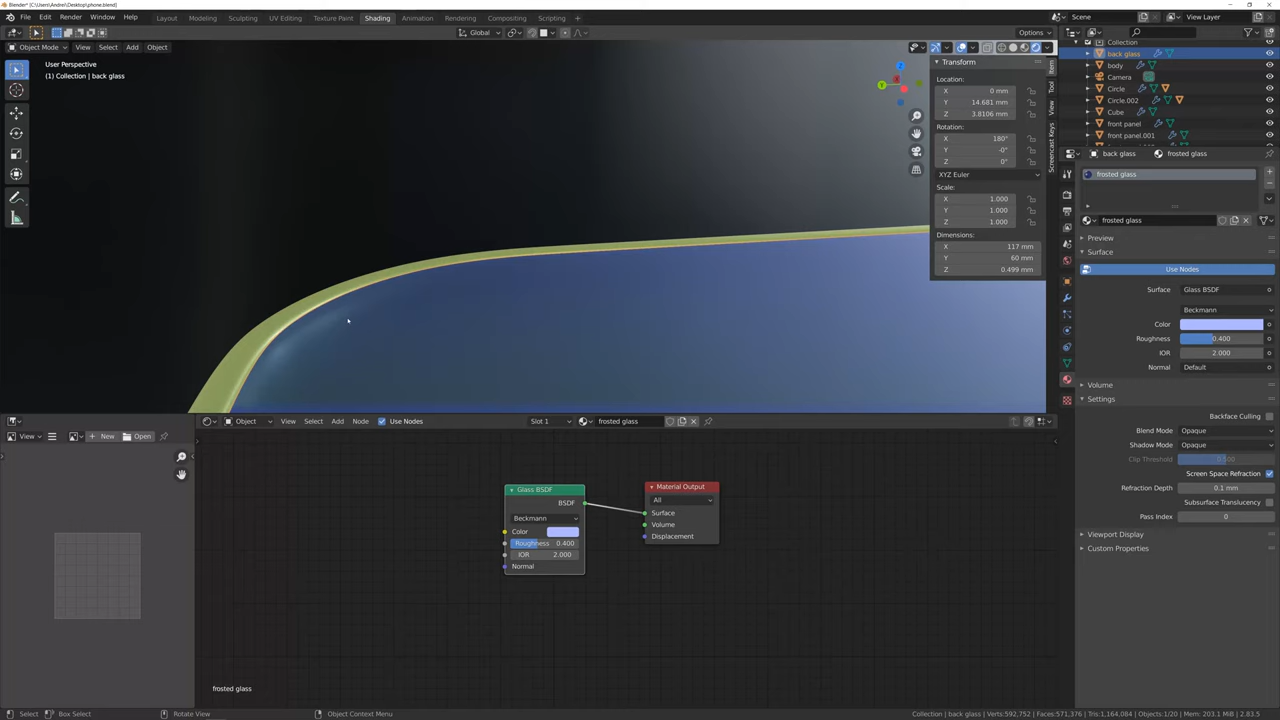 Blender* [C:\Users\Andrei\Desktop\phone.blend]
File Edit Render Window Help Layout Modeling Sculpting UV Editing Texture Paint Shading Animation Rendering Compositing Scripting Scene View Layer
Global Options
Object Mode View Select Add Object
User Perspective
(1) Collection | back glass
Transform
Location:
X 0 mm
Y 14.681 mm
Z 3.8106 mm
Rotation:
X 180°
Y -0°
Z 0°
XYZ Euler
Scale:
X 1.000
Y 1.000
Z 1.000
Dimensions:
X 117 mm
Y 60 mm
Z 0.499 mm
Item
Tool
View
Screencast Keys
Collection
back glass
body
Camera
Circle
Circle.002
Cube
front panel
front panel.001
back glass frosted glass
frosted glass
frosted glass
Preview
Surface
Use Nodes
Surface Glass BSDF
Beckmann
Color
Roughness 0.400
IOR 2.000
Normal Default
Volume
Settings
Backface Culling
Blend Mode Opaque
Shadow Mode Opaque
Clip Threshold 0.500
Screen Space Refraction
Refraction Depth 0.1 mm
Subsurface Translucency
Pass Index 0
Viewport Display
Custom Properties
View New Open
Object View Select Add Node Use Nodes Slot 1 frosted glass
Glass BSDF
BSDF
Beckmann
Color
Roughness 0.400
IOR 2.000
Normal
Material Output
All
Surface
Volume
Displacement
frosted glass
Select Box Select Rotate View Object Context Menu
Collection | back glass | Verts:592,752 | Faces:571,376 | Tris:1,164,084 | Objects:1/20 | Mem: 203.1 MiB | 2.83.5